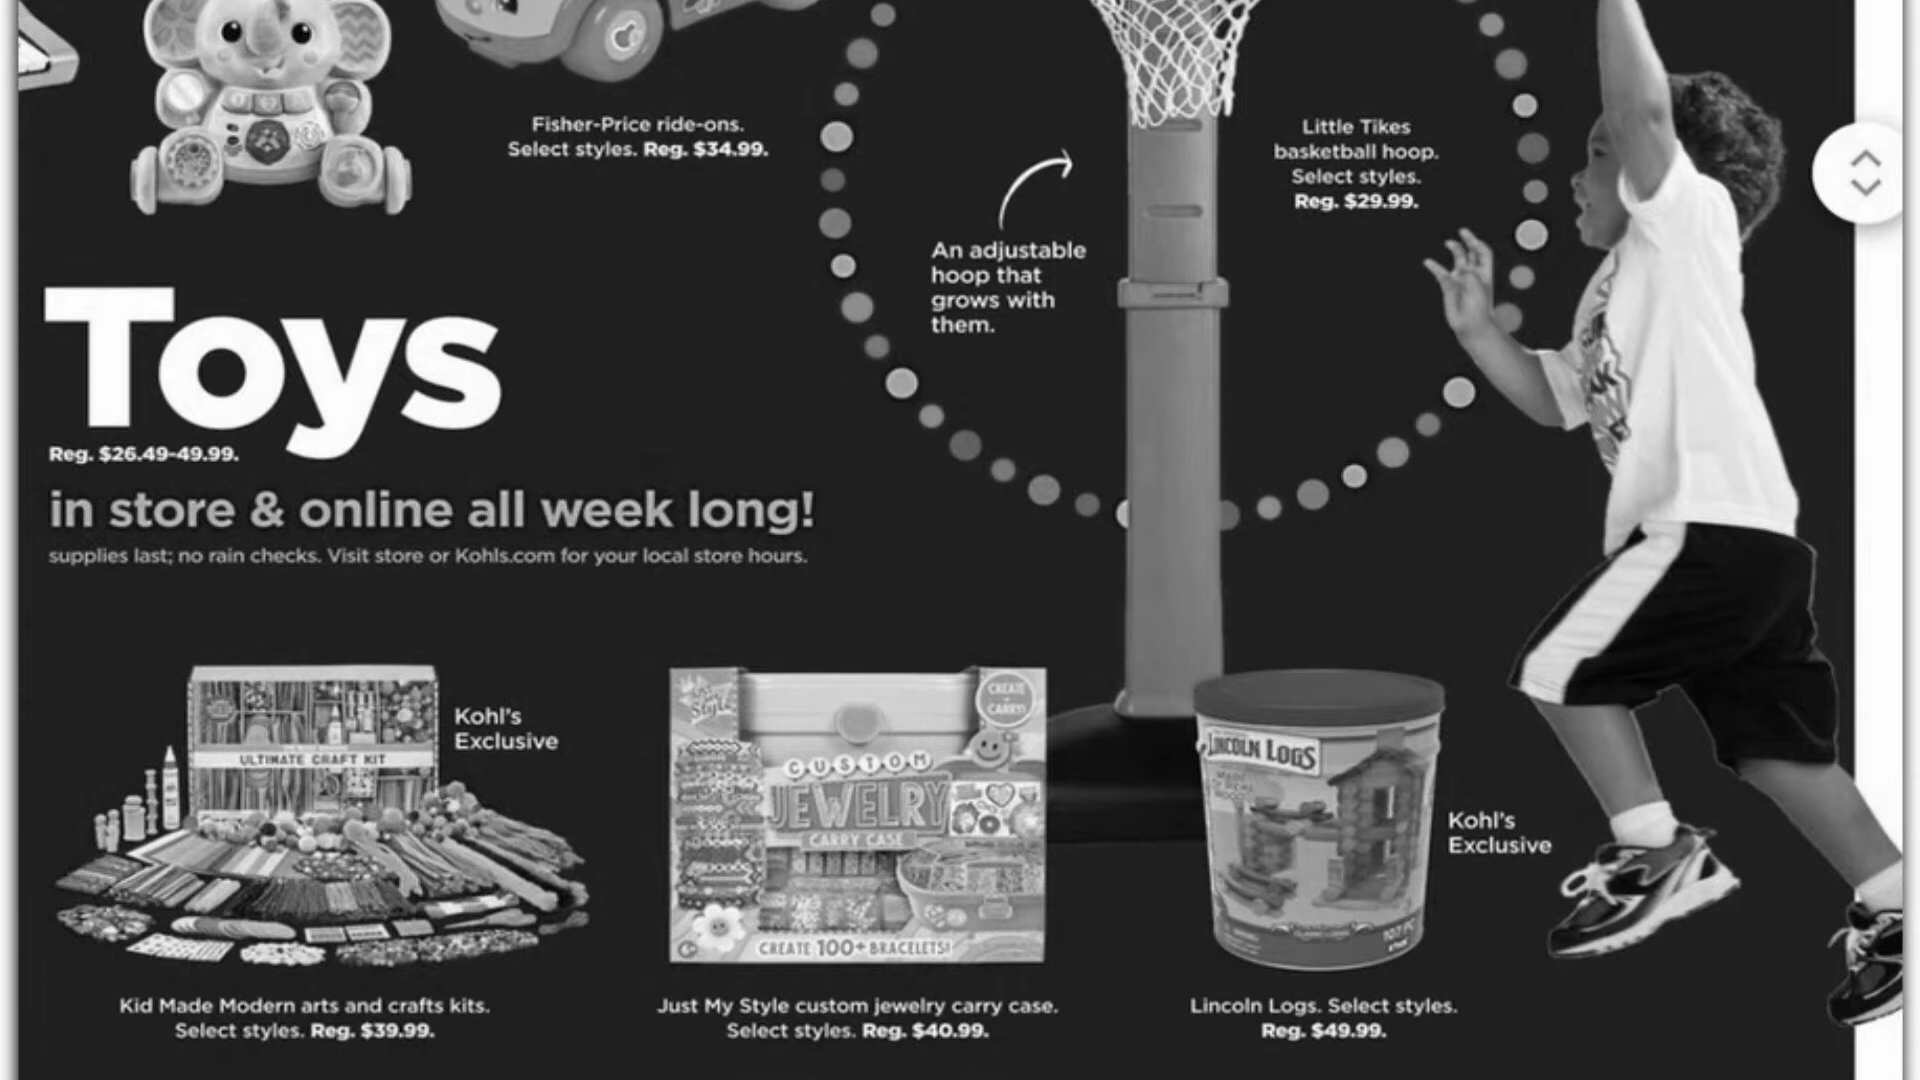 Fisher-Price ride-ons.
Select styles. Reg. $34.99.
Little Tikes
basketball hoop.
Select styles.
Reg. $29.99.
An adjustable
hoop that
grows with
them.
Toys
Reg. $26.49-49.99.
in store & online all week long!
supplies last; no rain checks. Visit store or Kohls.com for your local store hours.
ULTIMATE CRAFT KIT
Kohl's
Exclusive
Style
CREATE
CARRY!
CUSTOM
JEWELRY
CARRY CASE
CREATE 100+ BRACELETS!
LINCOLN LOGS
Kohl's
Exclusive
Kid Made Modern arts and crafts kits.
Select styles. Reg. $39.99.
Just My Style custom jewelry carry case.
Select styles. Reg. $40.99.
Lincoln Logs. Select styles.
Reg. $49.99.